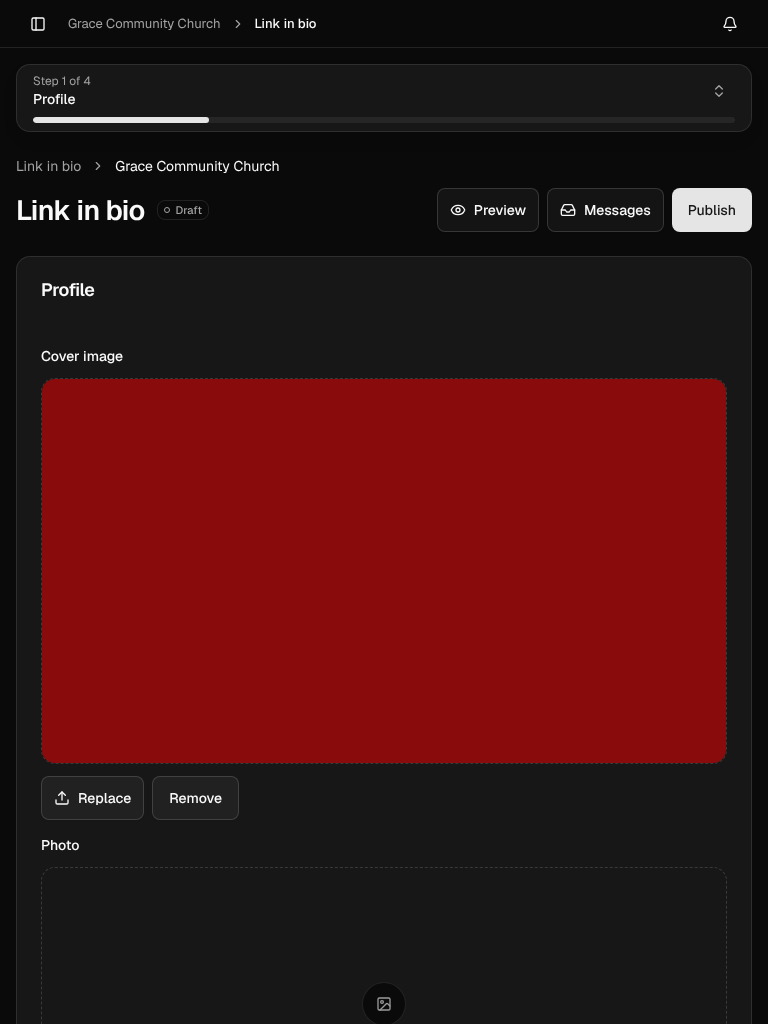 Grace Community Church > Link in bio
Step 1 of 4
Profile
Link in bio > Grace Community Church
Link in bio
Draft
Preview
Messages
Publish
Profile
Cover image
Replace
Remove
Photo